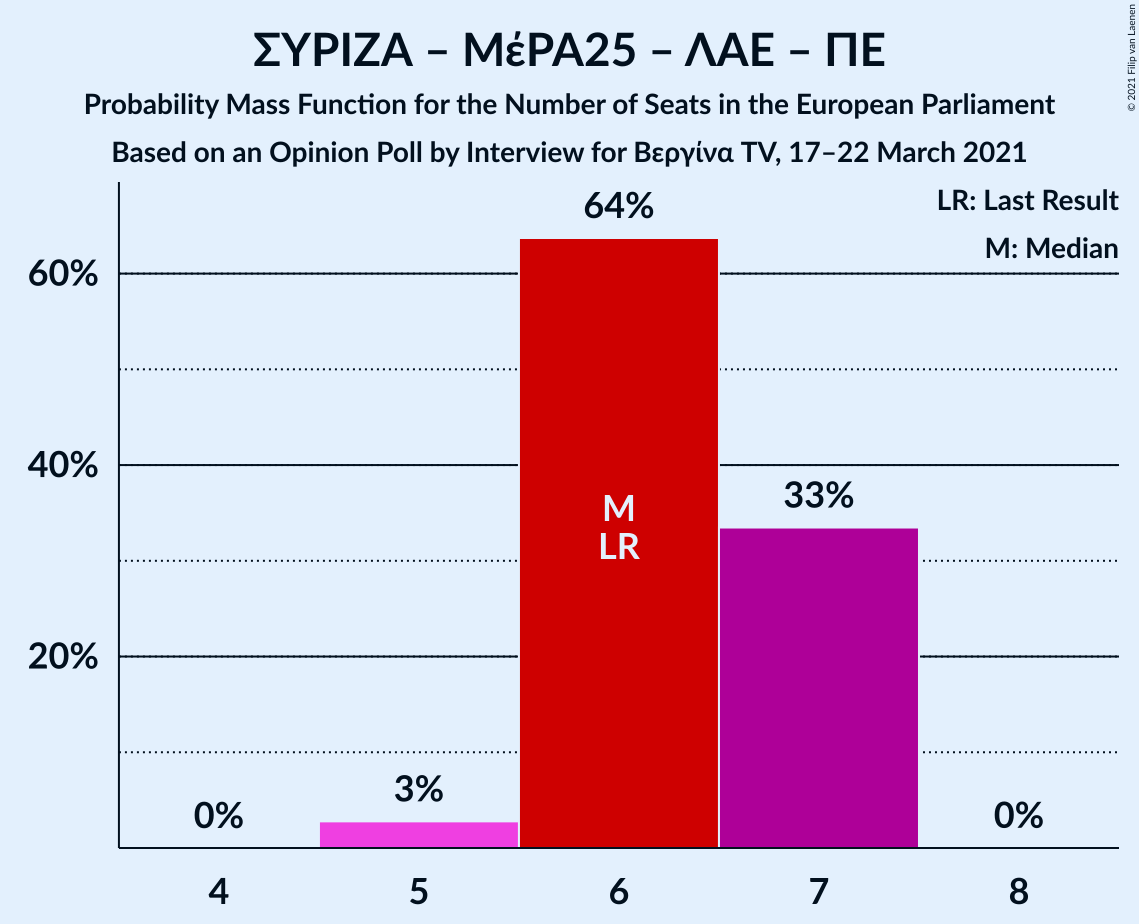 ΣΥΡΙΖΑ – ΜέΡΑ25 – ΛΑΕ – ΠΕ
Probability Mass Function for the Number of Seats in the European Parliament
Based on an Opinion Poll by Interview for Βεργίνα TV, 17–22 March 2021
© 2021 Filip van Laenen
LR: Last Result
M: Median
64%
60%
40%
33%
M
LR
20%
3%
0%
0%
4
5
6
7
8